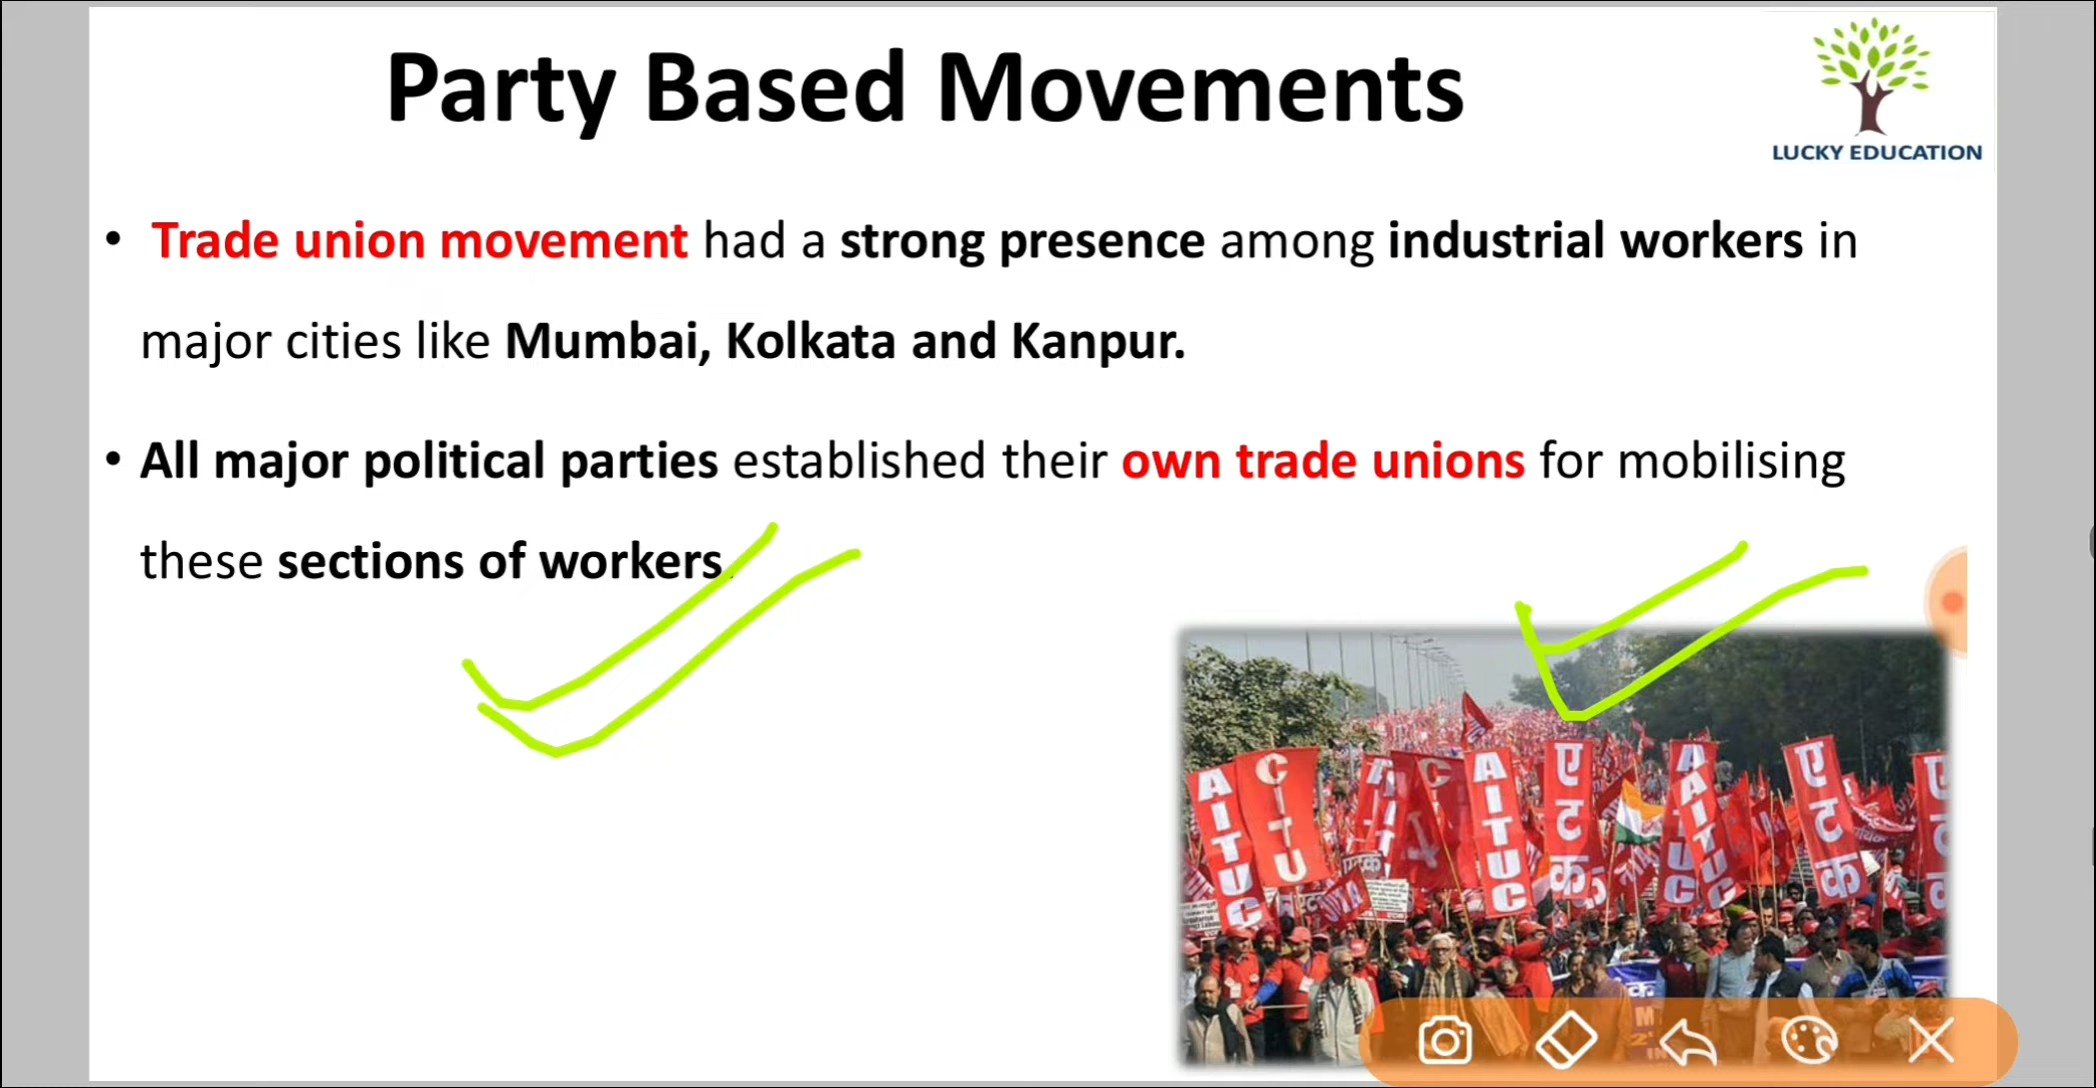 Party Based Movements
LUCKY EDUCATION
• Trade union movement had a strong presence among industrial workers in
major cities like Mumbai, Kolkata and Kanpur.
• All major political parties established their own trade unions for mobilising
these sections of workers.
AITUC
CITU
AITUC
एटक
AITUC
एटक